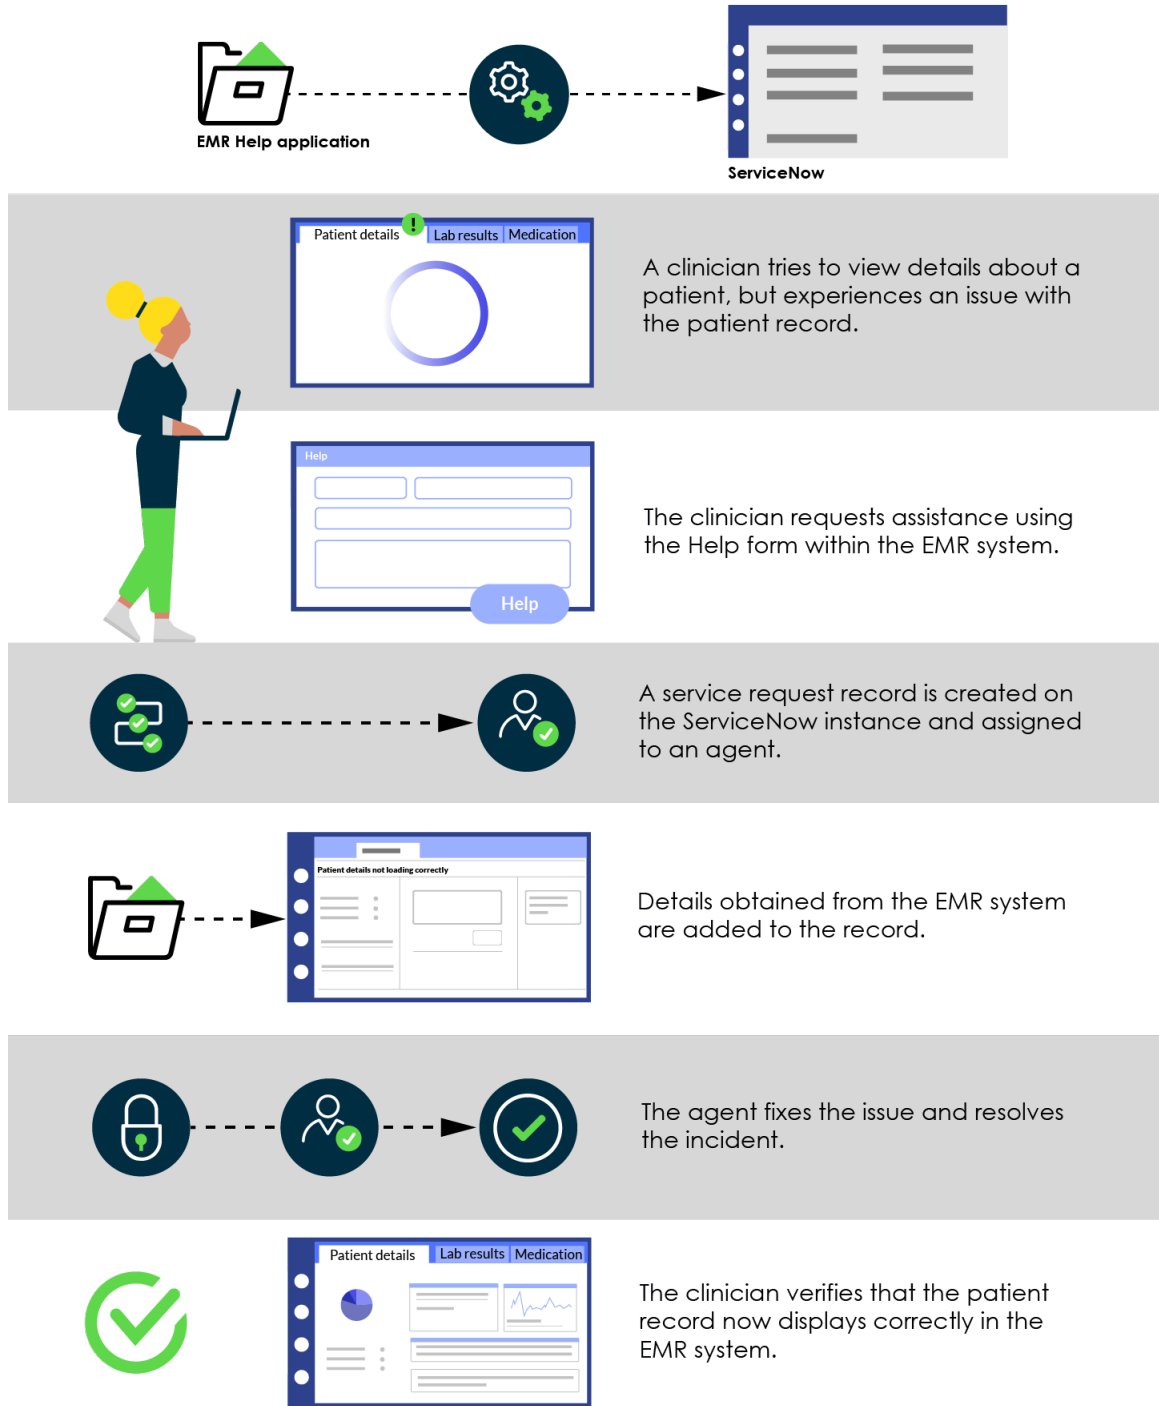 EMR Help application
ServiceNow
Patient details
!
Lab results
Medication
A clinician tries to view details about a
patient, but experiences an issue with
the patient record.
Help
Help
The clinician requests assistance using
the Help form within the EMR system.
A service request record is created on
the ServiceNow instance and assigned
to an agent.
Patient details not loading correctly
Details obtained from the EMR system
are added to the record.
The agent fixes the issue and resolves
the incident.
Patient details
Lab results
Medication
The clinician verifies that the patient
record now displays correctly in the
EMR system.